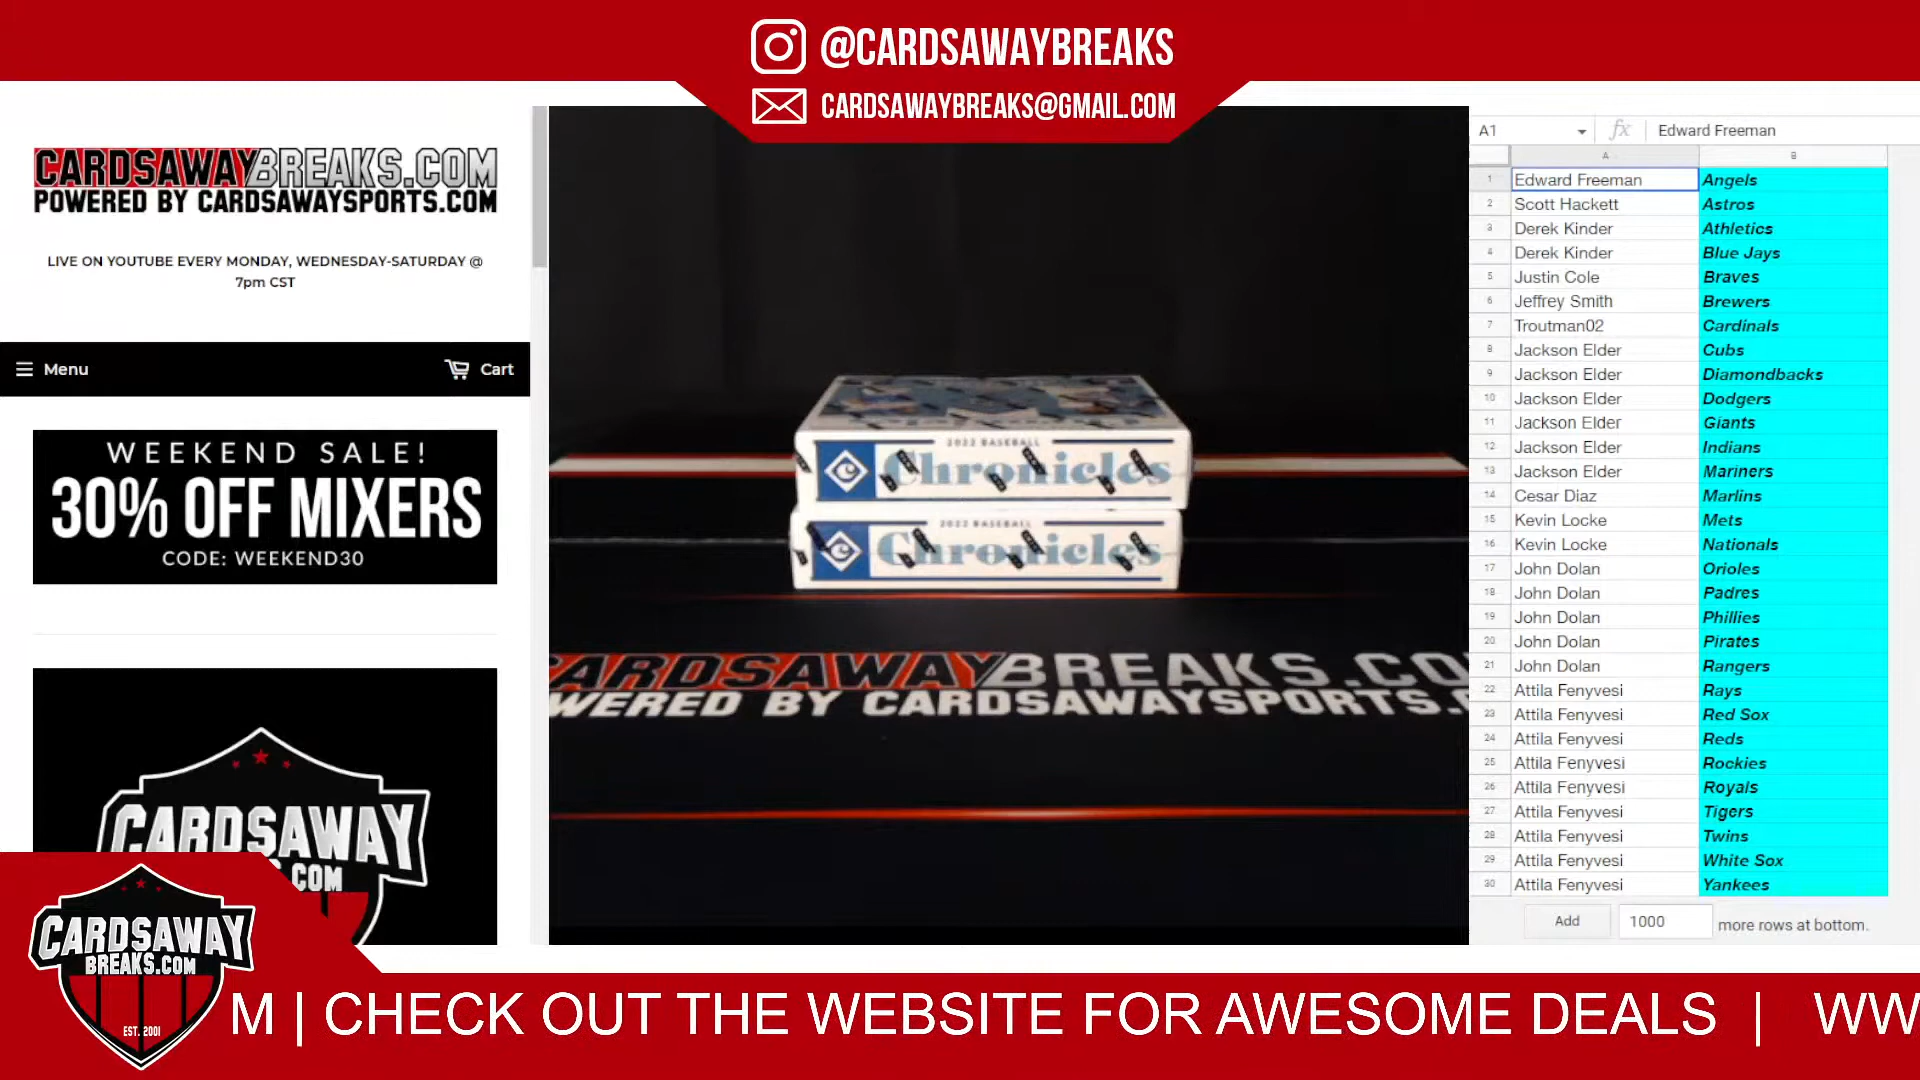 @CARDSAWAYBREAKS
CARDSAWAYBREAKS@GMAIL.COM
CARDSAWAYBREAKS.COM
POWERED BY CARDSAWAYSPORTS.COM
LIVE ON YOUTUBE EVERY MONDAY, WEDNESDAY-SATURDAY @
7pm CST
Menu
Cart
WEEKEND SALE!
30% OFF MIXERS
CODE: WEEKEND30
CARDSAWAY
.COM
2022 BASEBALL
Chronicles
2022 BASEBALL
Chronicles
CARDSAWAYBREAKS.CO
WERED BY CARDSAWAYSPORTS.
A1 fx Edward Freeman
A B
1 Edward Freeman Angels
2 Scott Hackett Astros
3 Derek Kinder Athletics
4 Derek Kinder Blue Jays
5 Justin Cole Braves
6 Jeffrey Smith Brewers
7 Troutman02 Cardinals
8 Jackson Elder Cubs
9 Jackson Elder Diamondbacks
10 Jackson Elder Dodgers
11 Jackson Elder Giants
12 Jackson Elder Indians
13 Jackson Elder Mariners
14 Cesar Diaz Marlins
15 Kevin Locke Mets
16 Kevin Locke Nationals
17 John Dolan Orioles
18 John Dolan Padres
19 John Dolan Phillies
20 John Dolan Pirates
21 John Dolan Rangers
22 Attila Fenyvesi Rays
23 Attila Fenyvesi Red Sox
24 Attila Fenyvesi Reds
25 Attila Fenyvesi Rockies
26 Attila Fenyvesi Royals
27 Attila Fenyvesi Tigers
28 Attila Fenyvesi Twins
29 Attila Fenyvesi White Sox
30 Attila Fenyvesi Yankees
Add 1000 more rows at bottom.
CARDSAWAY
BREAKS.COM
EST. 2001
M | CHECK OUT THE WEBSITE FOR AWESOME DEALS | WW